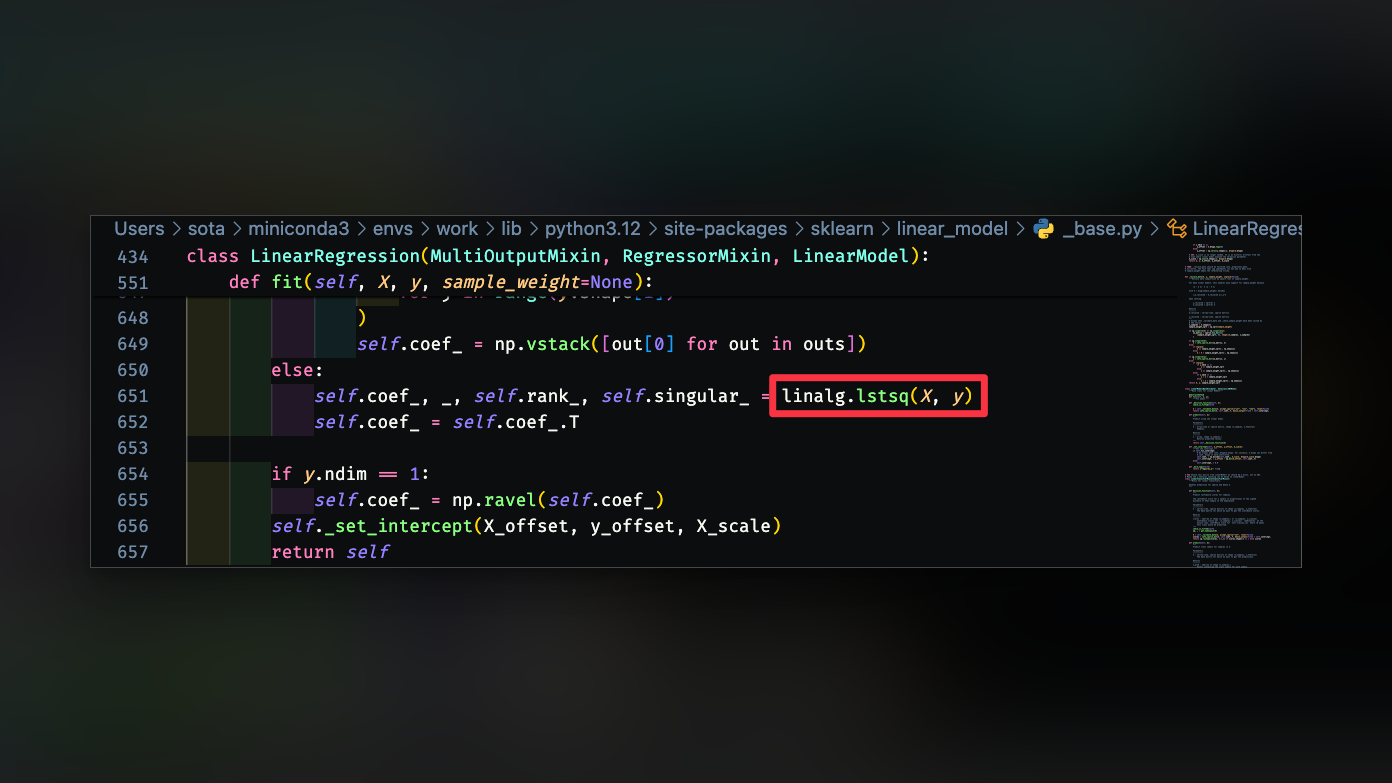 Users > sota > miniconda3 > envs > work > lib > python3.12 > site-packages > sklearn > linear_model > _base.py > LinearRegres
434 class LinearRegression(MultiOutputMixin, RegressorMixin, LinearModel):
551 def fit(self, X, y, sample_weight=None):
648 )
649 self.coef_ = np.vstack([out[0] for out in outs])
650 else:
651 self.coef_, _, self.rank_, self.singular_ = linalg.lstsq(X, y)
652 self.coef_ = self.coef_.T
653
654 if y.ndim == 1:
655 self.coef_ = np.ravel(self.coef_)
656 self._set_intercept(X_offset, y_offset, X_scale)
657 return self